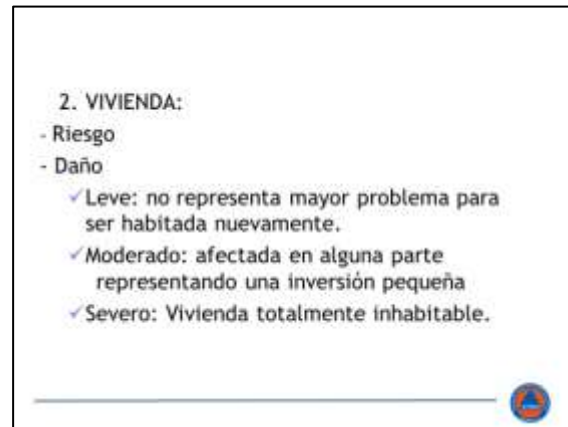 2. VIVIENDA:
- Riesgo
- Daño
✓Leve: no representa mayor problema para
ser habitada nuevamente.
✓Moderado: afectada en alguna parte
representando una inversión pequeña
✓Severo: Vivienda totalmente inhabitable.